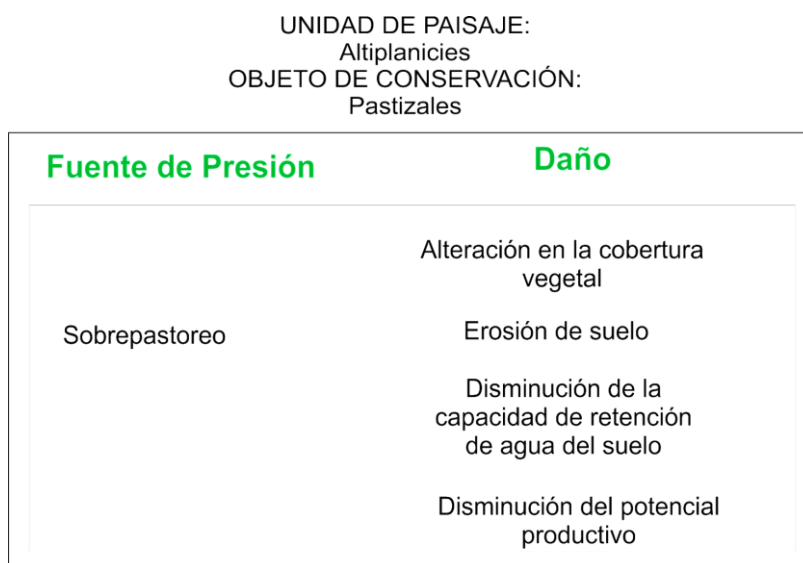 UNIDAD DE PAISAJE:
Altiplanicies
OBJETO DE CONSERVACIÓN:
Pastizales
Fuente de Presión
Daño
Alteración en la cobertura
vegetal
Sobrepastoreo
Erosión de suelo
Disminución de la
capacidad de retención
de agua del suelo
Disminución del potencial
productivo